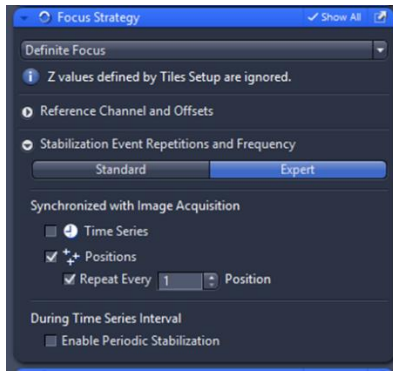 Focus Strategy
Show All
Definite Focus
Z values defined by Tiles Setup are ignored.
Reference Channel and Offsets
Stabilization Event Repetitions and Frequency
Standard Expert
Synchronized with Image Acquisition
Time Series
Positions
Repeat Every 1 Position
During Time Series Interval
Enable Periodic Stabilization